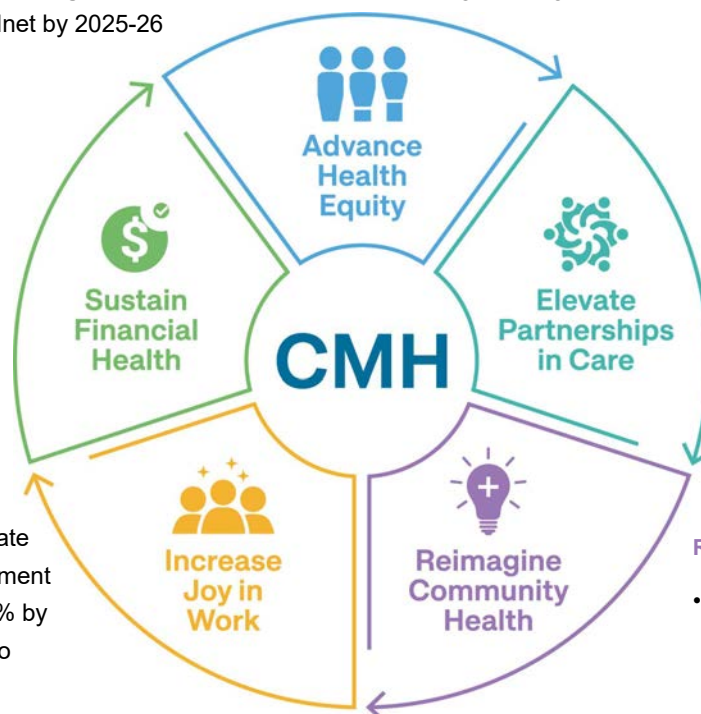 lnet by 2025-26
Advance
Health
Equity
Elevate
Partnerships
in Care
Reimagine
Community
Health
Increase
Joy in
Work
Sustain
Financial
Health
CMH
ate
ment
% by
o
R
•